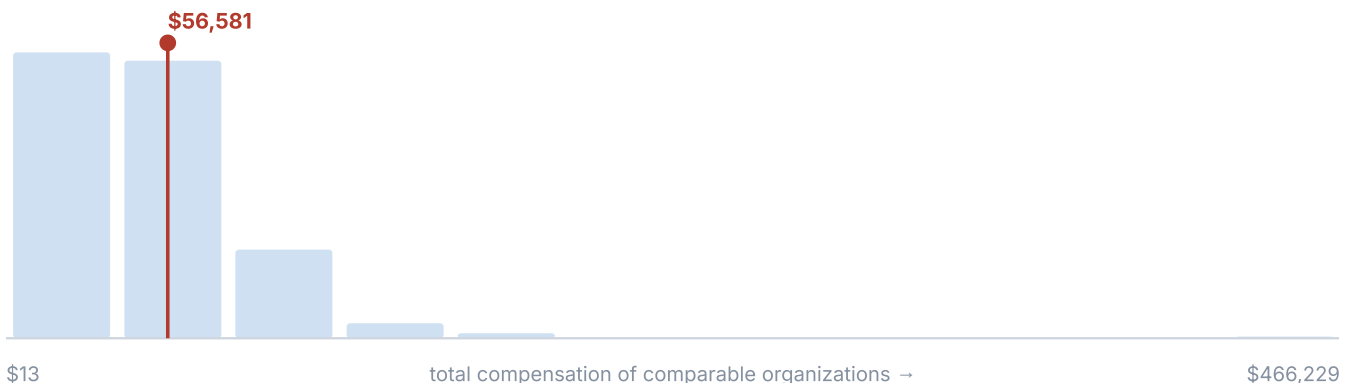 $56,581
$13
total compensation of comparable organizations →
$466,229